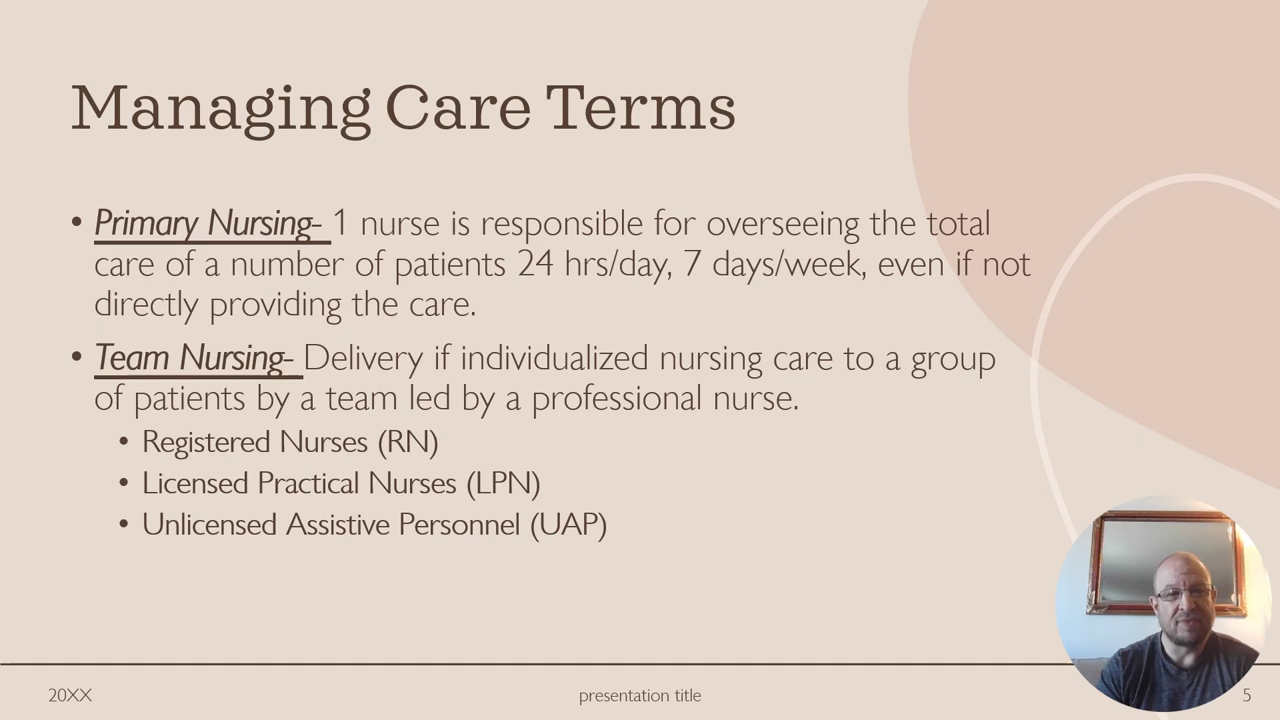 Managing Care Terms
• Primary Nursing- 1 nurse is responsible for overseeing the total
care of a number of patients 24 hrs/day, 7 days/week, even if not
directly providing the care.
• Team Nursing- Delivery if individualized nursing care to a group
of patients by a team led by a professional nurse.
• Registered Nurses (RN)
• Licensed Practical Nurses (LPN)
• Unlicensed Assistive Personnel (UAP)
20XX
presentation title
5